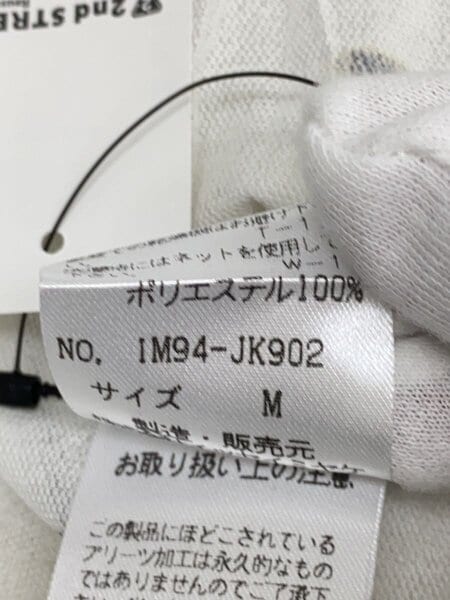 2nd STRE
ネットを使用し
ポリエステル100%
NO. IM94-JK902
サイズ M
製造・販売元
お取り扱い上の注意
この製品にほどこされている
プリーツ加工は永久的なもの
ではありませんのでご了承下